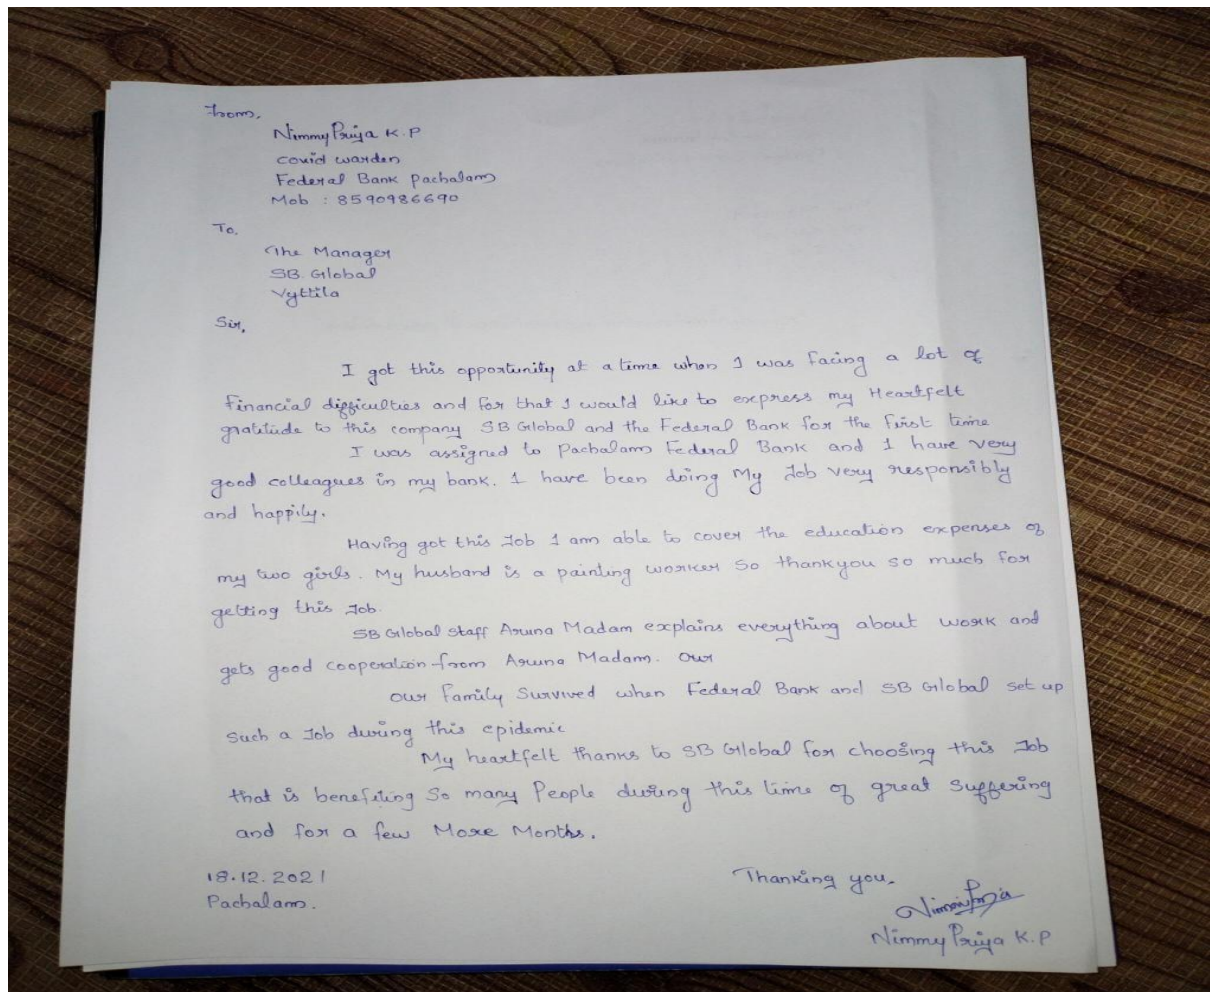 From,
Nimmy Priya K.P
Covid warden
Federal Bank Pachalam
Mob : 8590986690
To,
The Manager
SB Global
Vyttila
Sir,
I got this opportunity at a time when I was facing a lot of
financial difficulties and for that I would like to express my Heartfelt
gratitude to this company SB Global and the Federal Bank for the first time
I was assigned to Pachalam Federal Bank and I have very
good colleagues in my bank. I have been doing My Job very responsibly
and happily.
Having got this Job I am able to cover the education expenses of
my two girls. My husband is a painting worker So thankyou so much for
getting this Job.
SB Global staff Aruna Madam explains everything about work and
gets good cooperation from Aruna Madam. our
our family Survived when Federal Bank and SB Global set up
Such a Job during this epidemic
My heartfelt thanks to SB Global for choosing this Job
that is benefiting So many People during this time of great Suffering
and for a few More Months.
18.12.2021
Thanking you,
Pachalam.
Nimmy Priya K.P